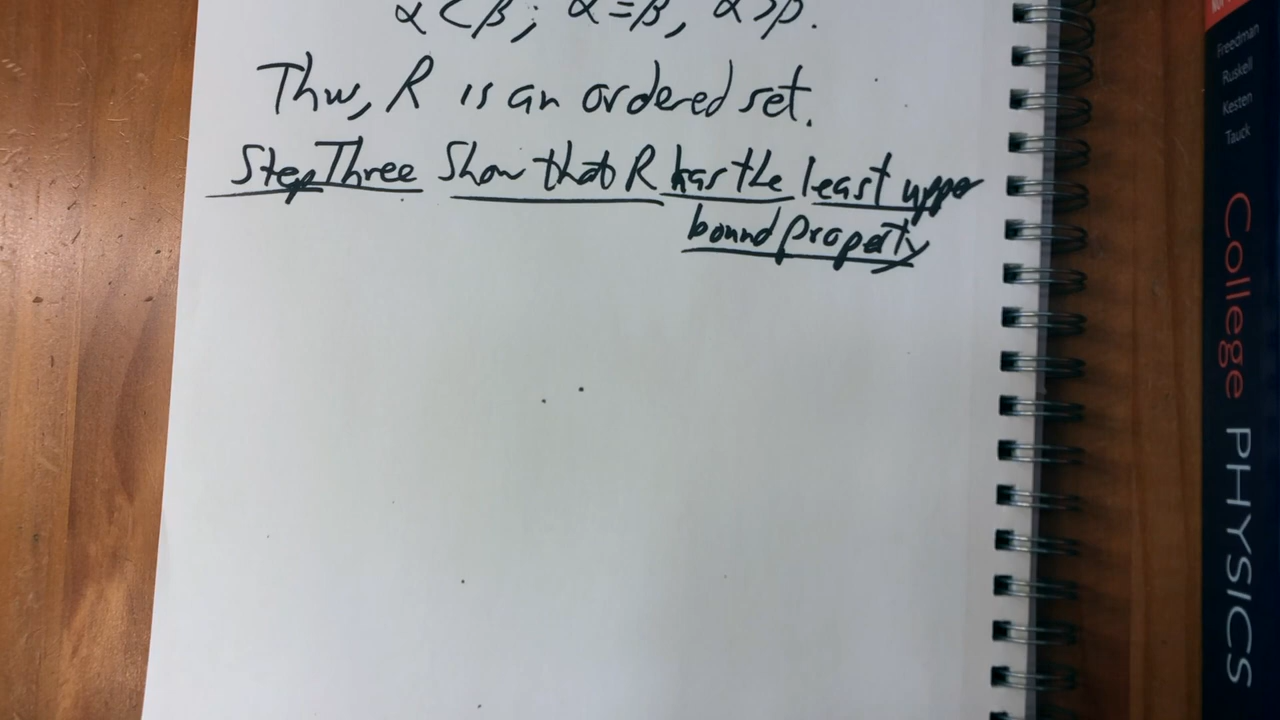 α < β; α = β, α > β.
Thus, R is an ordered set.
Step Three Show that R has the least upper
bound property
Freedman
Ruskell
Kesten
Tauck
College PHYSICS